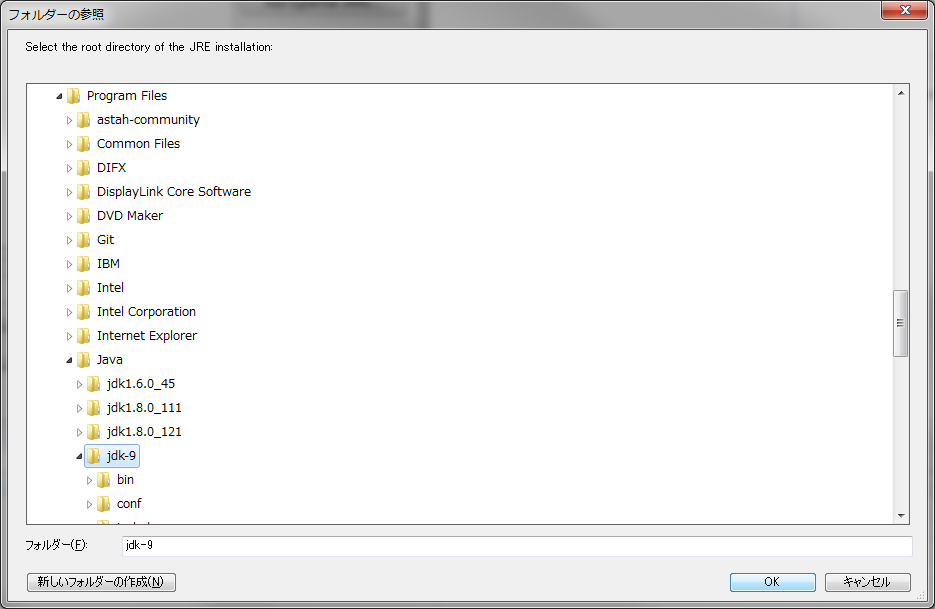 フォルダーの参照
Select the root directory of the JRE installation:
Program Files
astah-community
Common Files
DIFX
DisplayLink Core Software
DVD Maker
Git
IBM
Intel
Intel Corporation
Internet Explorer
Java
jdk1.6.0_45
jdk1.8.0_111
jdk1.8.0_121
jdk-9
bin
conf
フォルダー(F):
jdk-9
新しいフォルダーの作成(N)
OK
キャンセル